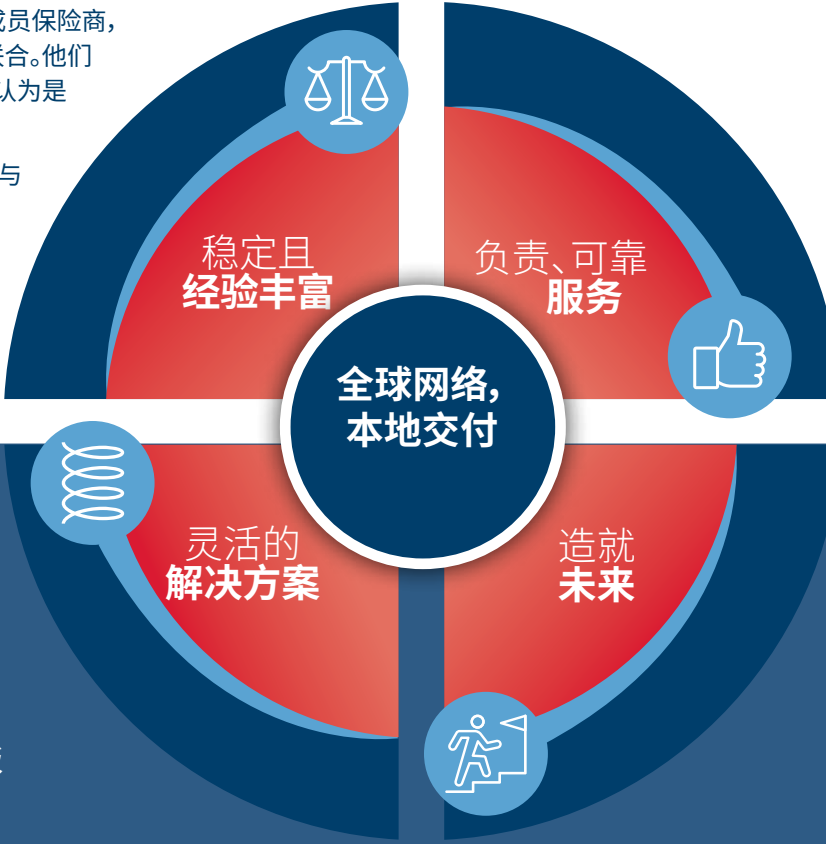 成员保险商，
联合。他们
认为是
与
稳定且
经验丰富
负责、可靠
服务
全球网络，
本地交付
灵活的
解决方案
造就
未来